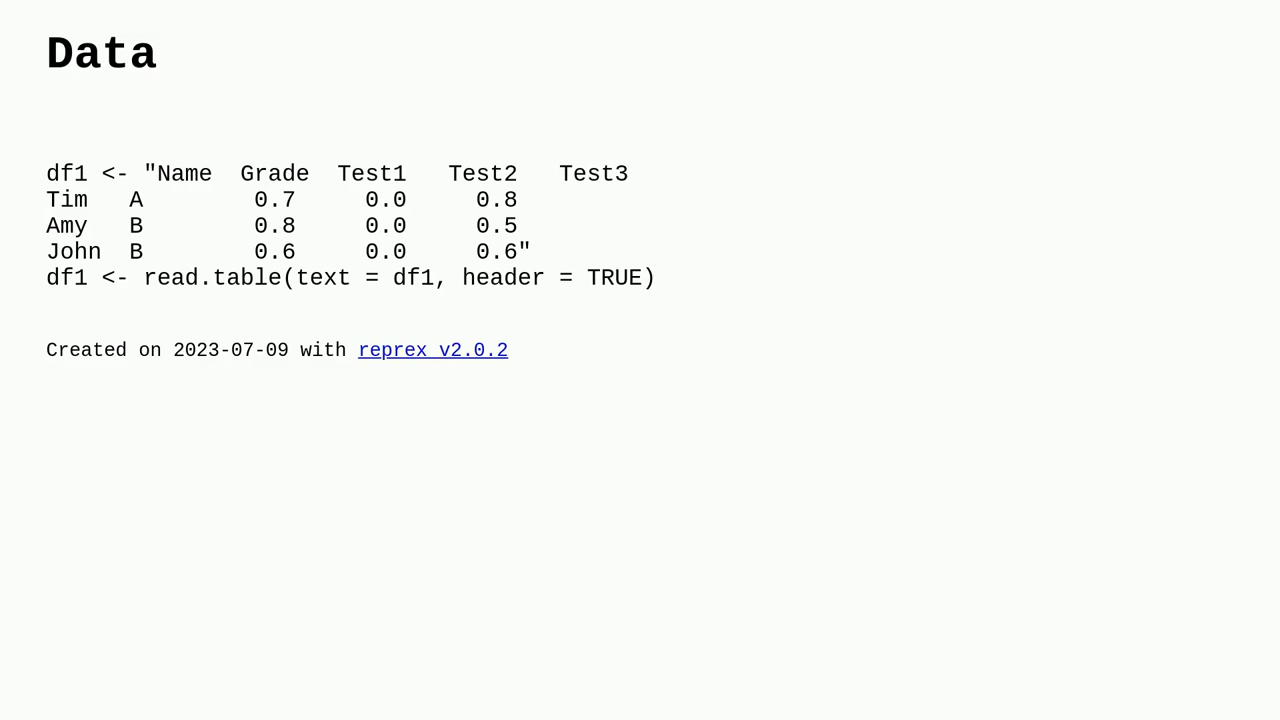 Data
df1 <- "Name  Grade  Test1   Test2   Test3
Tim   A        0.7     0.0     0.8
Amy   B        0.8     0.0     0.5
John  B        0.6     0.0     0.6"
df1 <- read.table(text = df1, header = TRUE)
Created on 2023-07-09 with reprex v2.0.2